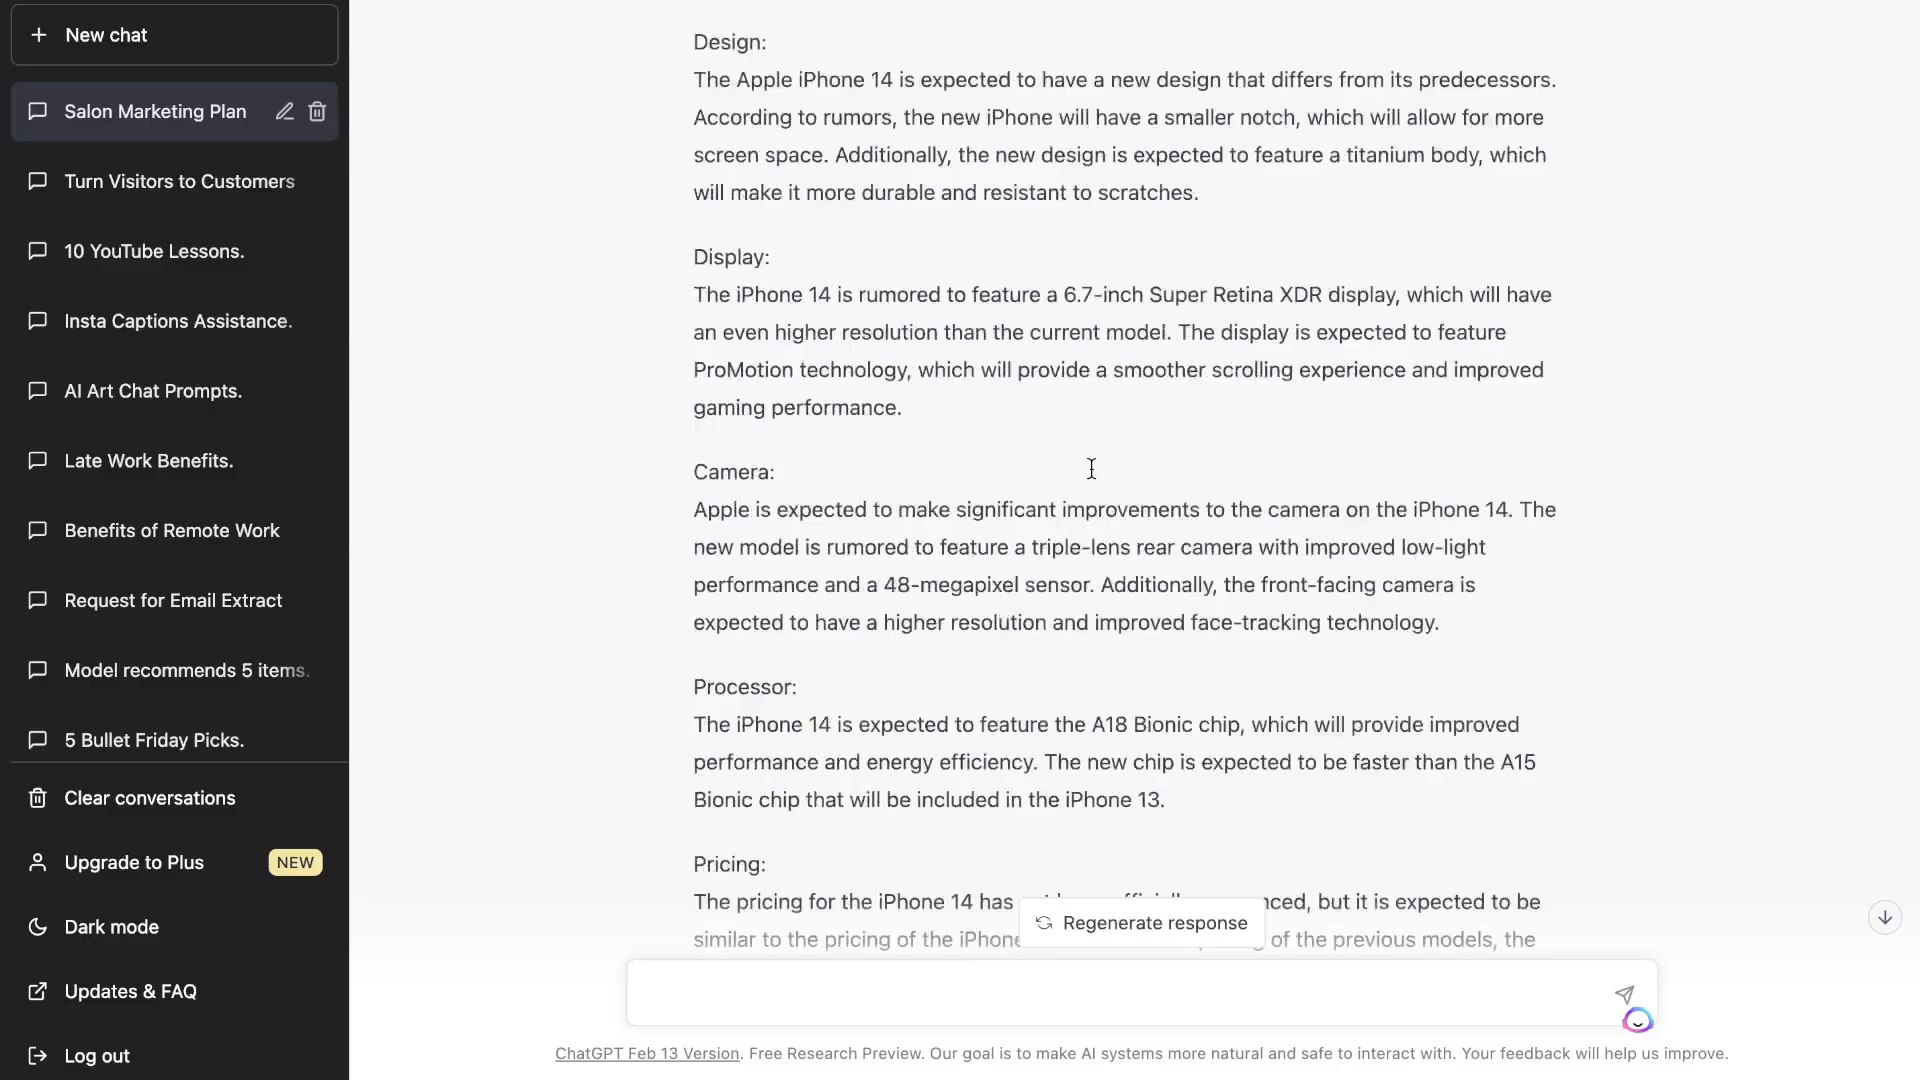 New chat
Salon Marketing Plan
Turn Visitors to Customers
10 YouTube Lessons.
Insta Captions Assistance.
AI Art Chat Prompts.
Late Work Benefits.
Benefits of Remote Work
Request for Email Extract
Model recommends 5 items.
5 Bullet Friday Picks.
Clear conversations
Upgrade to Plus NEW
Dark mode
Updates & FAQ
Log out
Design:
The Apple iPhone 14 is expected to have a new design that differs from its predecessors.
According to rumors, the new iPhone will have a smaller notch, which will allow for more
screen space. Additionally, the new design is expected to feature a titanium body, which
will make it more durable and resistant to scratches.
Display:
The iPhone 14 is rumored to feature a 6.7-inch Super Retina XDR display, which will have
an even higher resolution than the current model. The display is expected to feature
ProMotion technology, which will provide a smoother scrolling experience and improved
gaming performance.
Camera:
Apple is expected to make significant improvements to the camera on the iPhone 14. The
new model is rumored to feature a triple-lens rear camera with improved low-light
performance and a 48-megapixel sensor. Additionally, the front-facing camera is
expected to have a higher resolution and improved face-tracking technology.
Processor:
The iPhone 14 is expected to feature the A18 Bionic chip, which will provide improved
performance and energy efficiency. The new chip is expected to be faster than the A15
Bionic chip that will be included in the iPhone 13.
Pricing:
The pricing for the iPhone 14 has but it is expected to be
similar to the pricing of the of the previous models, the
Regenerate response
ChatGPT Feb 13 Version. Free Research Preview. Our goal is to make AI systems more natural and safe to interact with. Your feedback will help us improve.